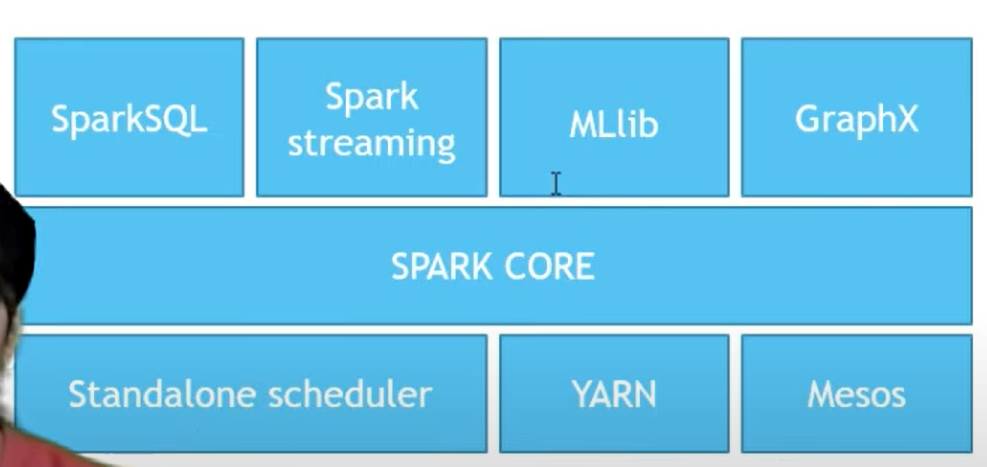 SparkSQL
Spark
streaming
MLlib
GraphX
SPARK CORE
Standalone scheduler
YARN
Mesos